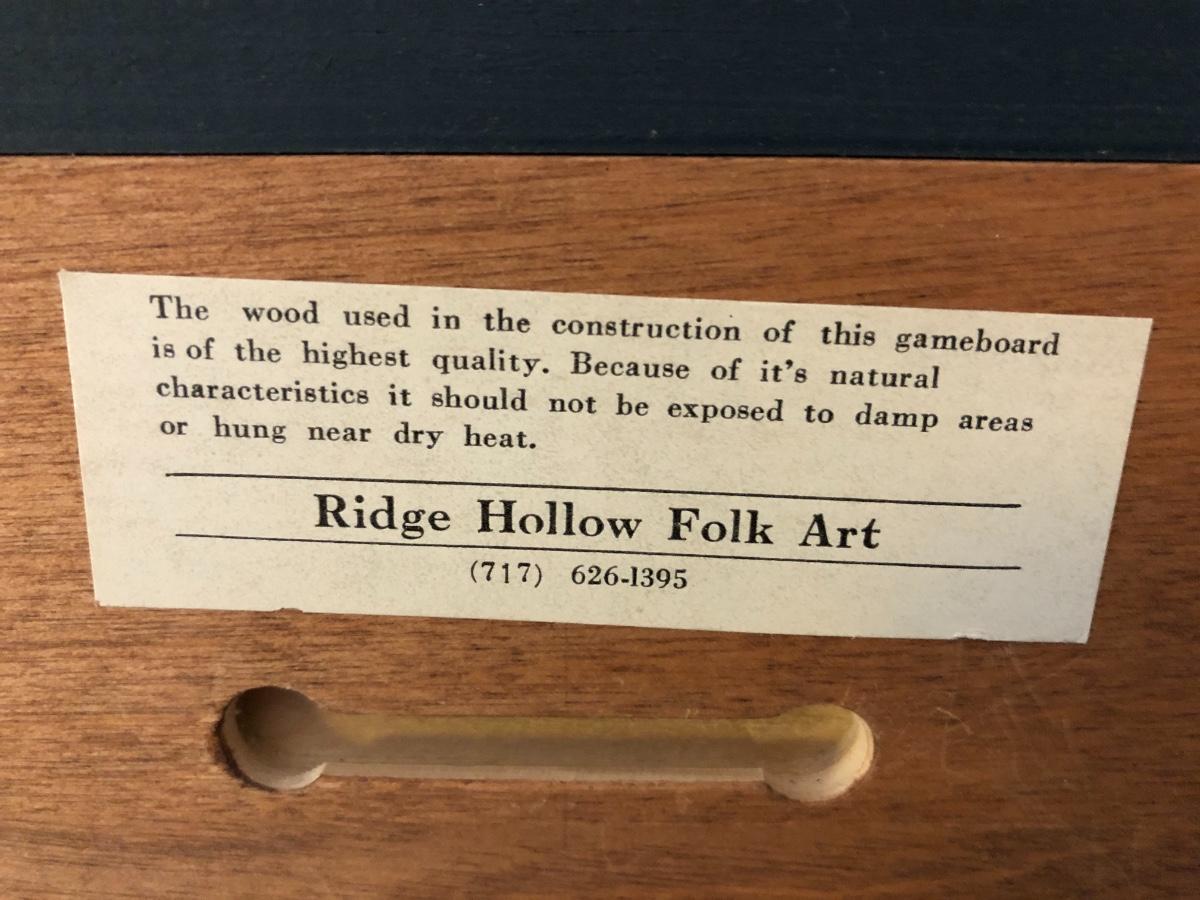 The wood used in the construction of this gameboard
is of the highest quality. Because of it's natural
characteristics it should not be exposed to damp areas
or hung near dry heat.
Ridge Hollow Folk Art
(717) 626-1395